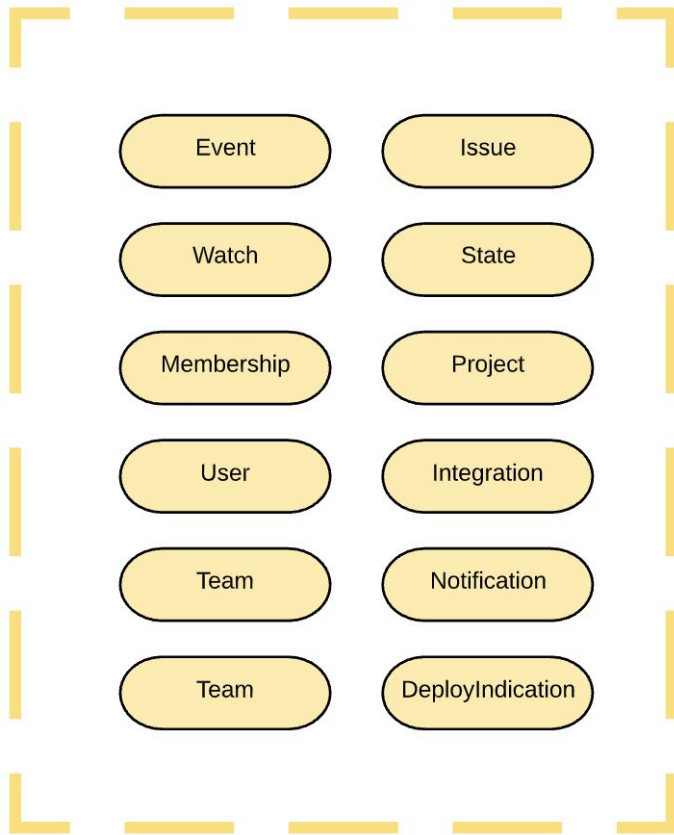 Event
Issue
Watch
State
Membership
Project
User
Integration
Team
Notification
Team
DeployIndication